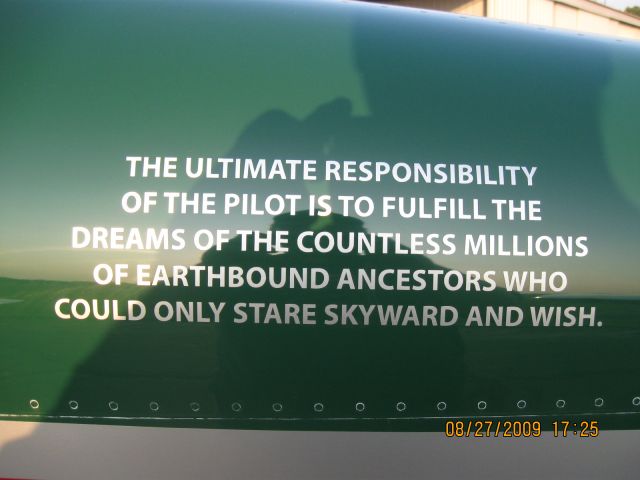 THE ULTIMATE RESPONSIBILITY
OF THE PILOT IS TO FULFILL THE
DREAMS OF THE COUNTLESS MILLIONS
OF EARTHBOUND ANCESTORS WHO
COULD ONLY STARE SKYWARD AND WISH.
08/27/2009 17:25